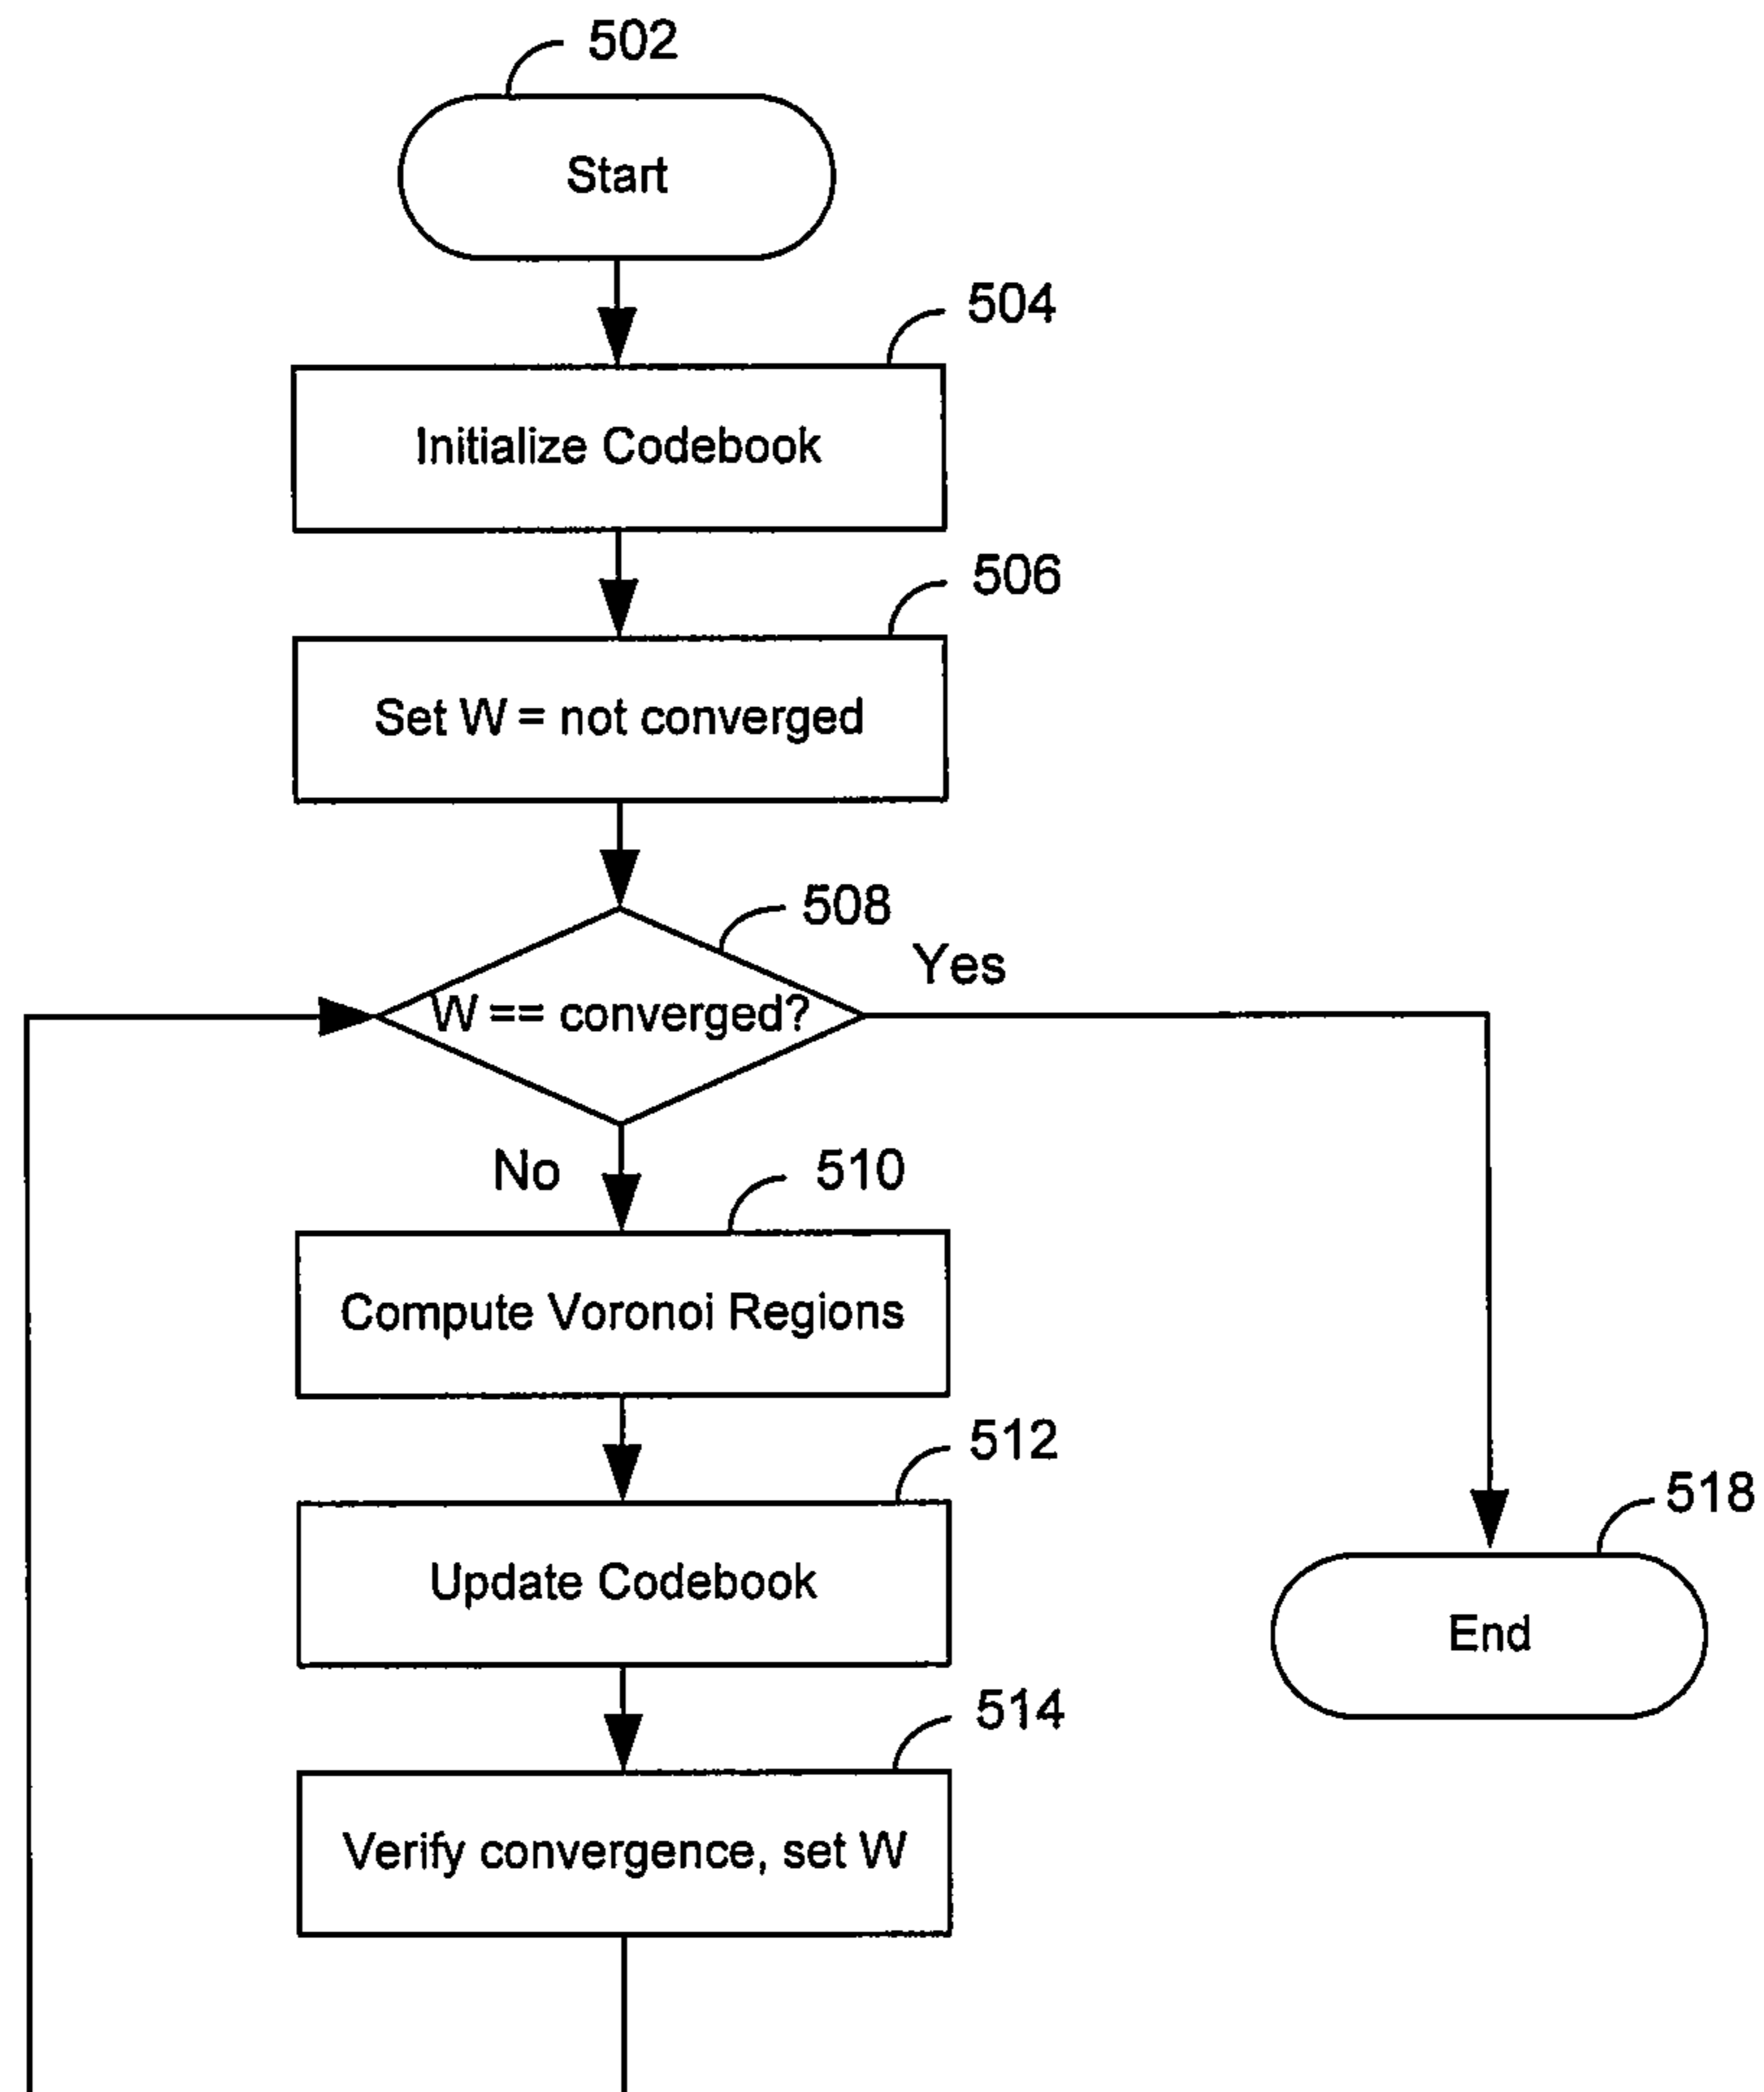 502
Start
504
Initialize Codebook
506
Set W = not converged
508
Yes
W == converged?
No
510
Compute Voronoi Regions
512
Update Codebook
518
End
514
Verify convergence, set W